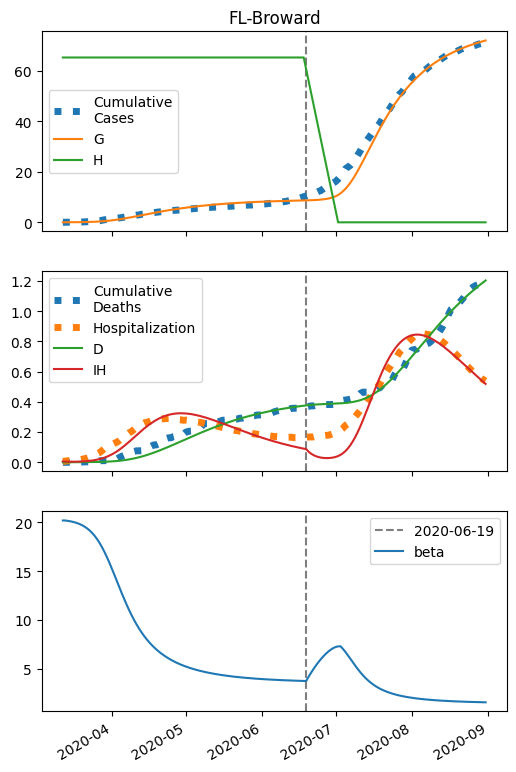 FL-Broward
60
40
20
0
Cumulative
Cases
G
H
1.2
1.0
0.8
0.6
0.4
0.2
0.0
Cumulative
Deaths
Hospitalization
D
IH
20
15
10
5
2020-06-19
beta
2020-04
2020-05
2020-06
2020-07
2020-08
2020-09